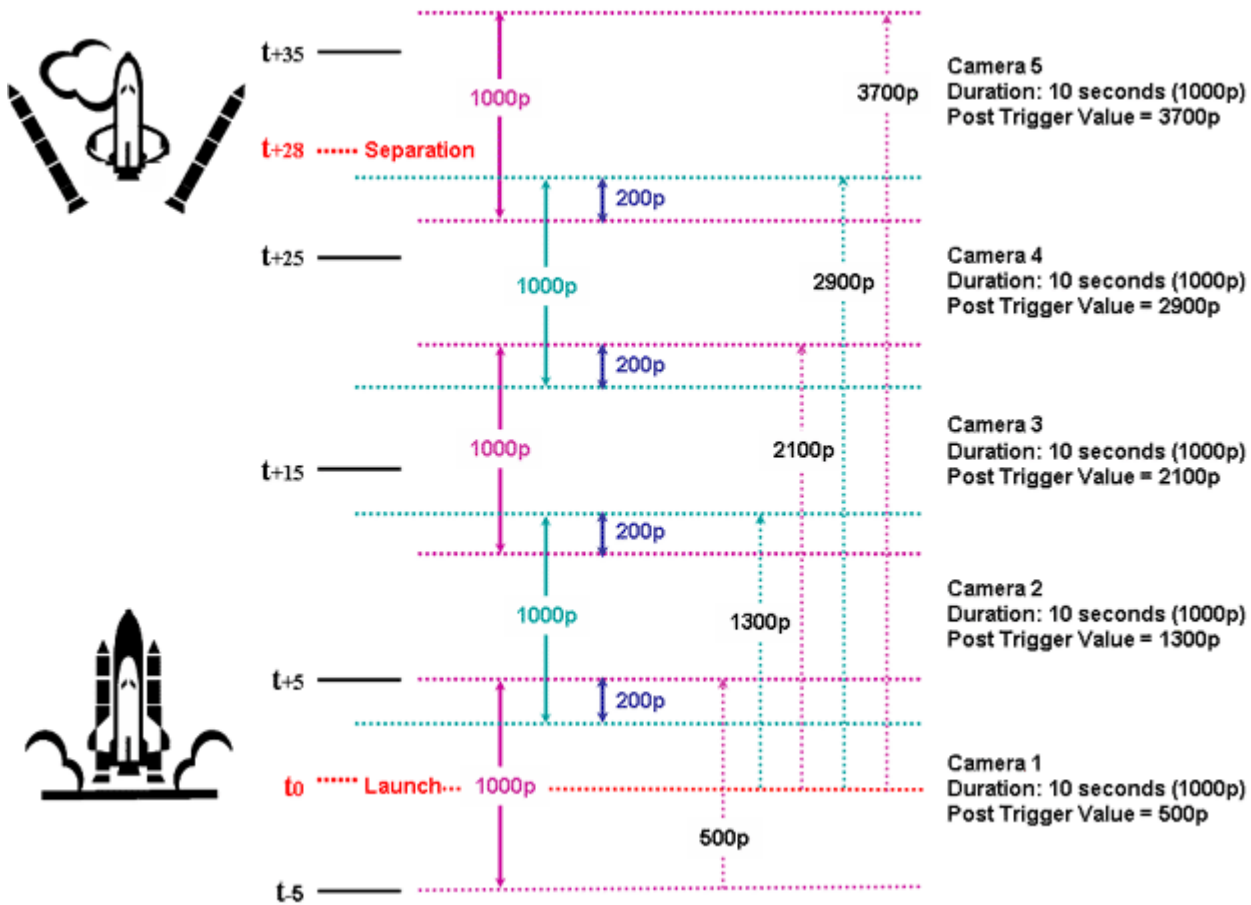 t+35
1000p
3700p
Camera 5
Duration: 10 seconds (1000p)
Post Trigger Value = 3700p
t+28 Separation
200p
t+25
1000p
2900p
Camera 4
Duration: 10 seconds (1000p)
Post Trigger Value = 2900p
200p
t+15
1000p
2100p
Camera 3
Duration: 10 seconds (1000p)
Post Trigger Value = 2100p
200p
1000p
1300p
Camera 2
Duration: 10 seconds (1000p)
Post Trigger Value = 1300p
t+5
200p
t0 Launch
1000p
500p
Camera 1
Duration: 10 seconds (1000p)
Post Trigger Value = 500p
t-5